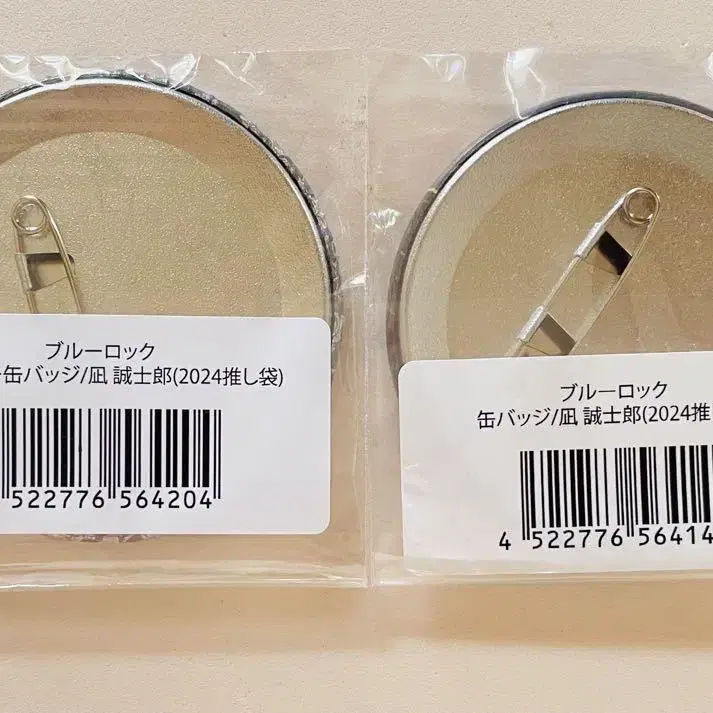 ブルーロック
缶バッジ/凪 誠士郎(2024推し袋)
522776 564204
ブルーロック
缶バッジ/凪 誠士郎(2024推
4 522776 56414